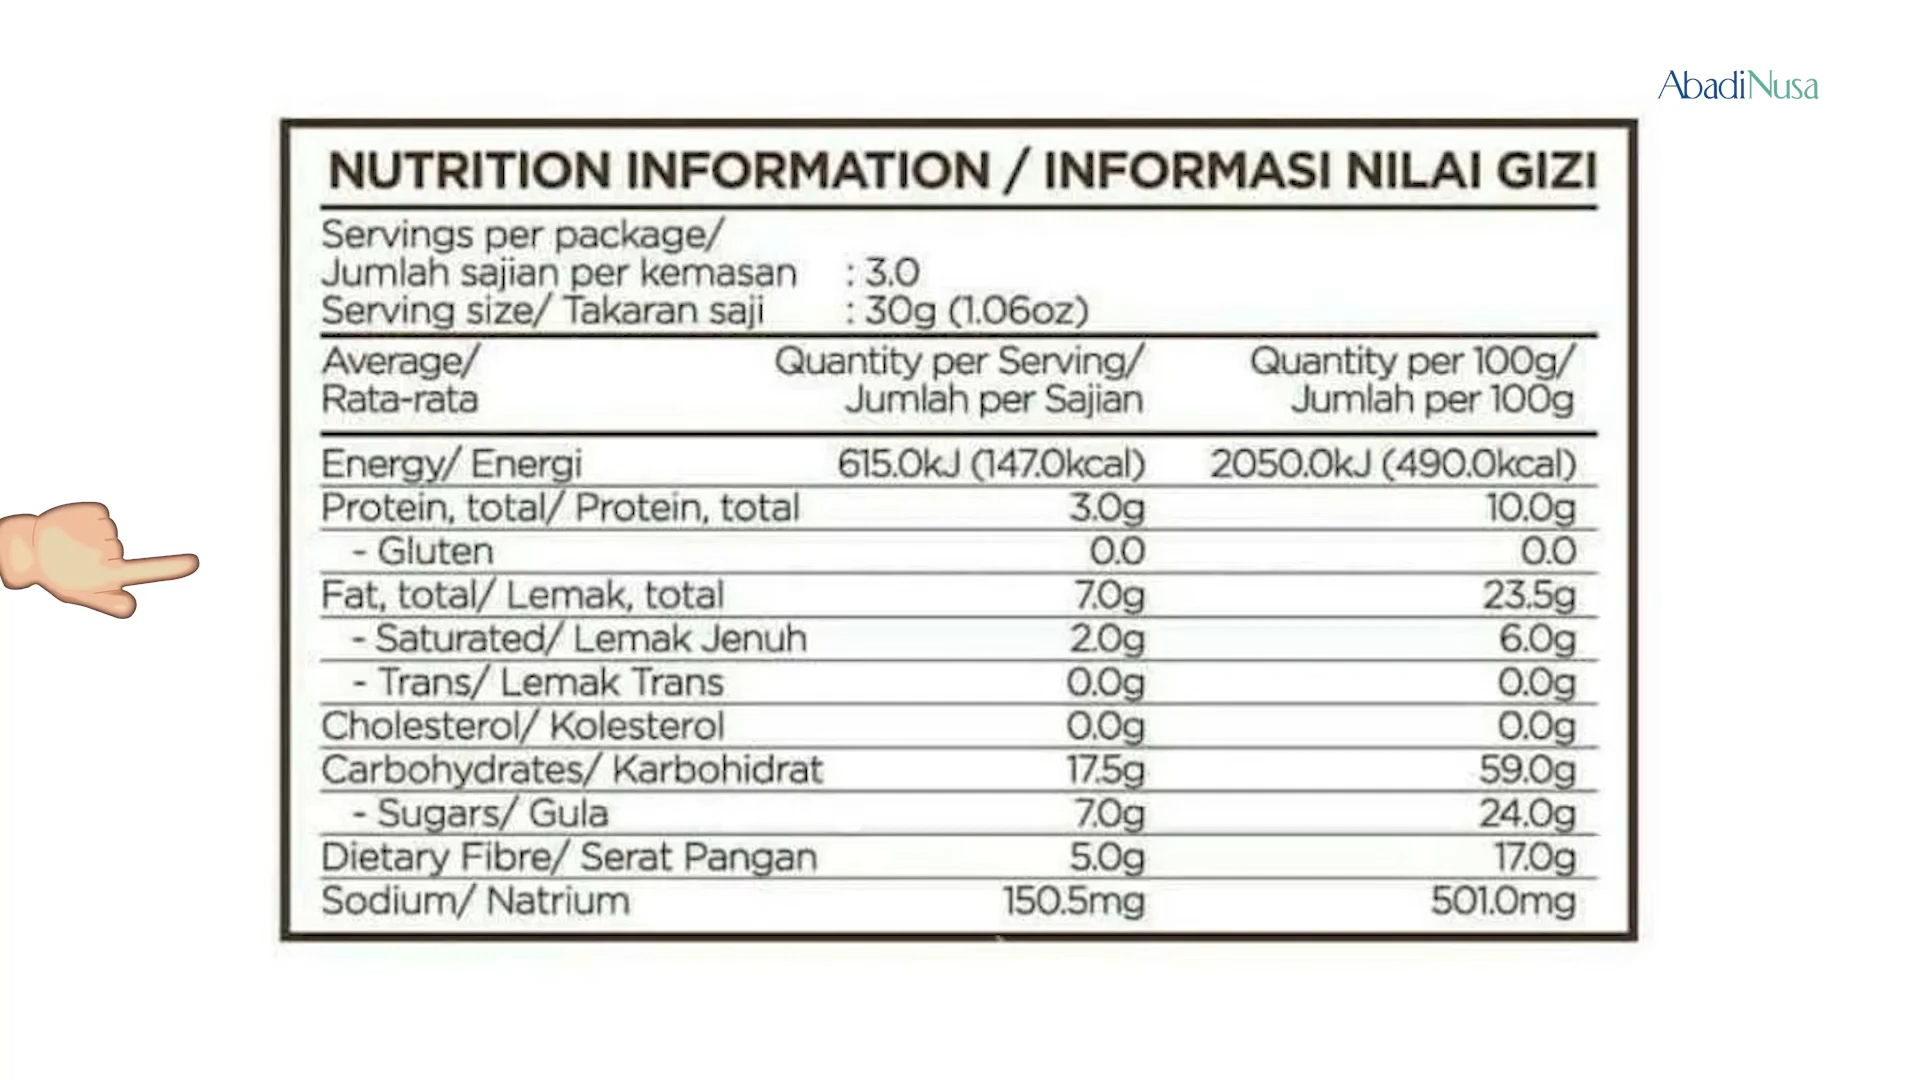 AbadiNusa
NUTRITION INFORMATION / INFORMASI NILAI GIZI
Servings per package/
Jumlah sajian per kemasan : 3.0
Serving size/ Takaran saji : 30g (1.06oz)
Average/ Quantity per Serving/ Quantity per 100g/
Rata-rata Jumlah per Sajian Jumlah per 100g
Energy/ Energi 615.0kJ (147.0kcal) 2050.0kJ (490.0kcal)
Protein, total/ Protein, total 3.0g 10.0g
- Gluten 0.0 0.0
Fat, total/ Lemak, total 7.0g 23.5g
- Saturated/ Lemak Jenuh 2.0g 6.0g
- Trans/ Lemak Trans 0.0g 0.0g
Cholesterol/ Kolesterol 0.0g 0.0g
Carbohydrates/ Karbohidrat 17.5g 59.0g
- Sugars/ Gula 7.0g 24.0g
Dietary Fibre/ Serat Pangan 5.0g 17.0g
Sodium/ Natrium 150.5mg 501.0mg